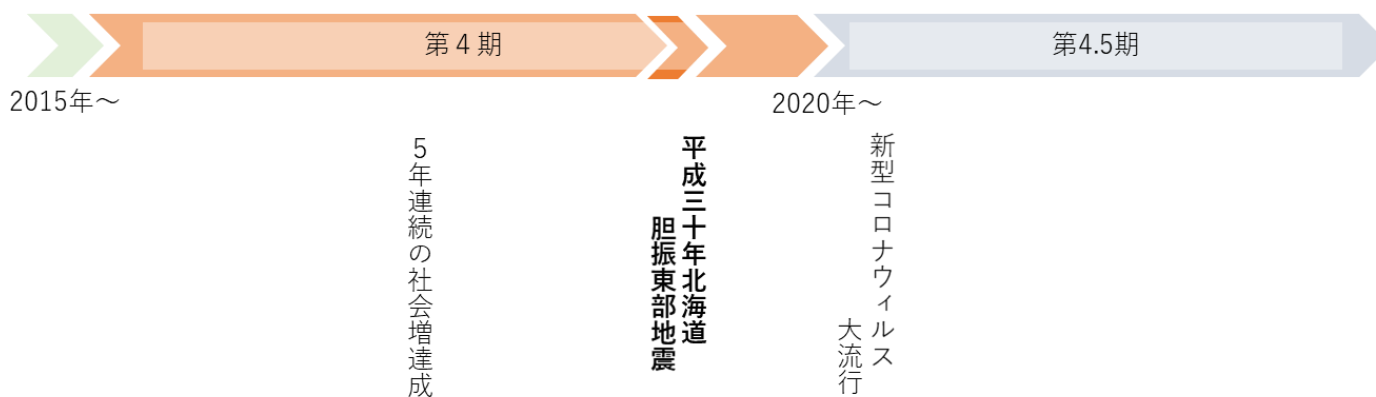 第４期
第4.5期
2015年～
2020年～
５年連続の社会増達成
平成三十年北海道
胆振東部地震
新型コロナウィルス
大流行